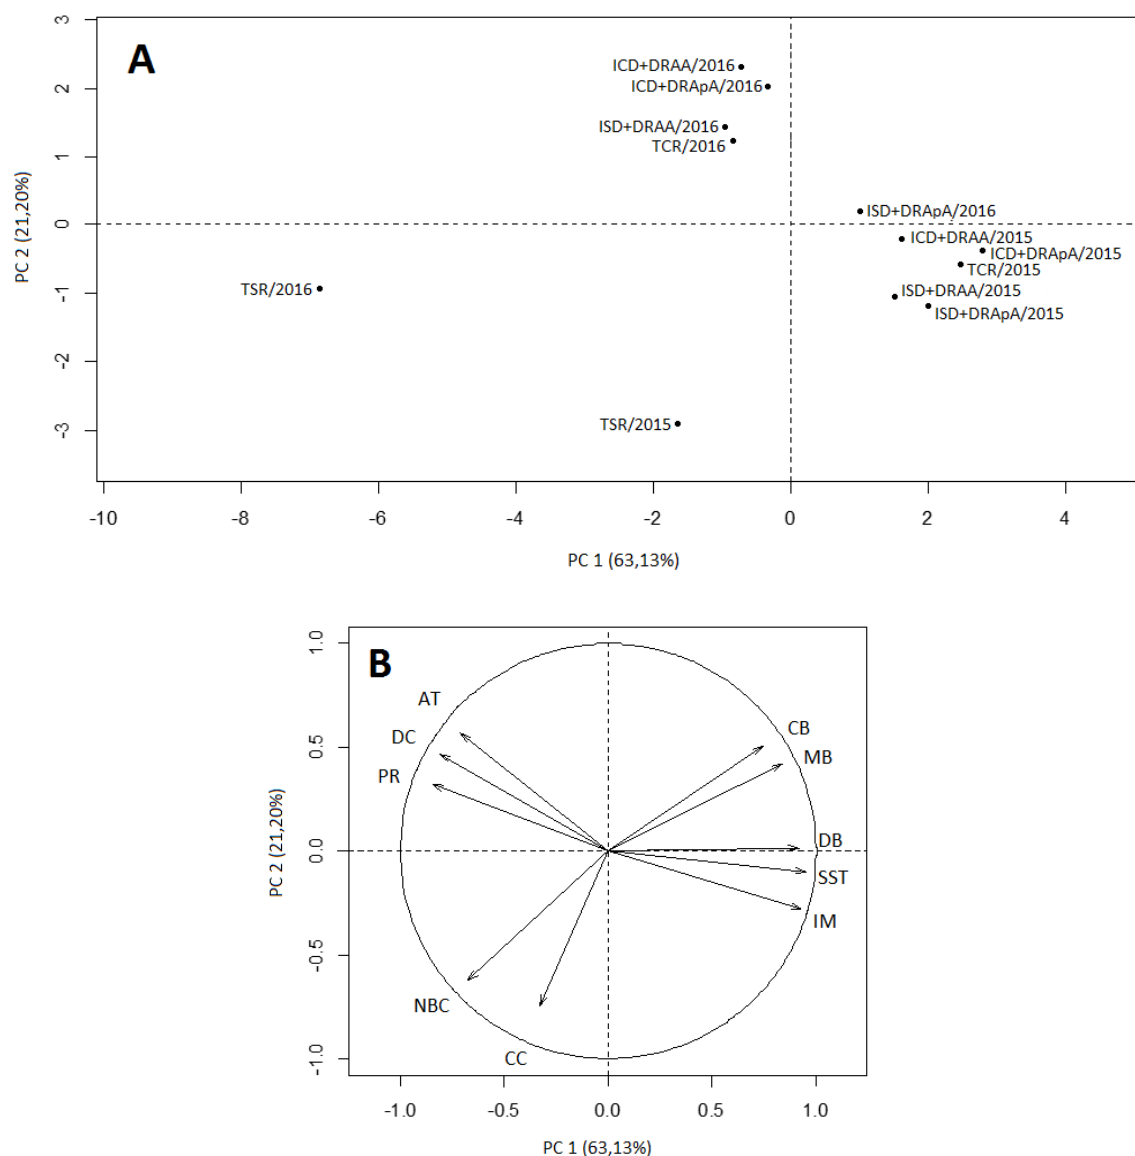 A
3
2
1
0
-1
-2
-3
PC 2 (21,20%)
ICD+DRAA/2016
ICD+DRApA/2016
ISD+DRAA/2016
TCR/2016
ISD+DRApA/2016
ICD+DRAA/2015
ICD+DRApA/2015
TCR/2015
TSR/2016
ISD+DRAA/2015
ISD+DRApA/2015
TSR/2015
-10 -8 -6 -4 -2 0 2 4
PC 1 (63,13%)
B
1.0
0.5
0.0
-0.5
-1.0
PC 2 (21,20%)
AT
CB
DC
MB
PR
DB
SST
IM
NBC
CC
-1.0 -0.5 0.0 0.5 1.0
PC 1 (63,13%)